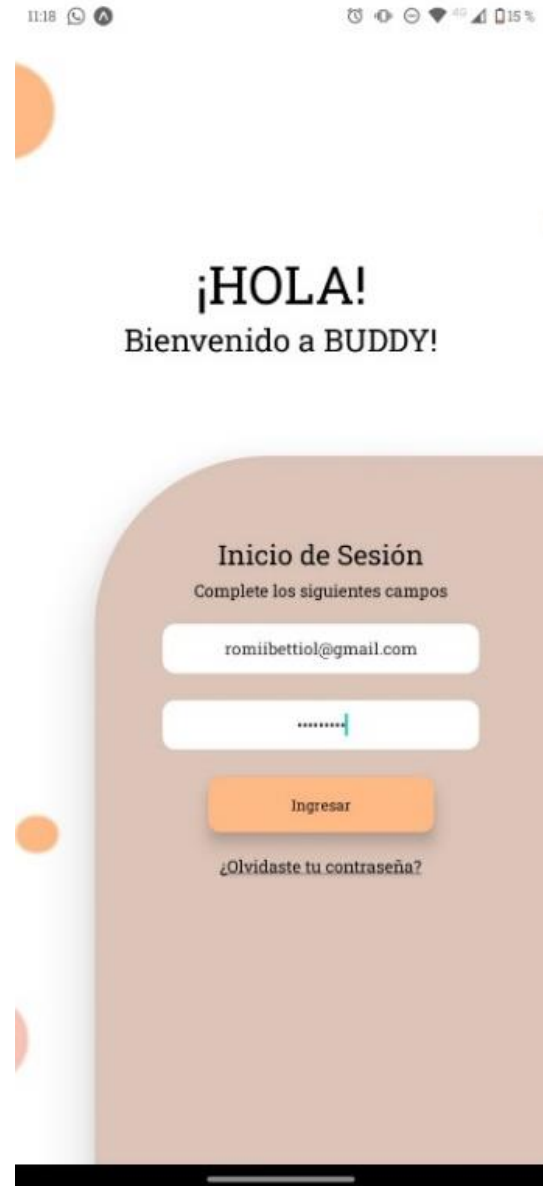 11:18 4G 15 %
¡HOLA!
Bienvenido a BUDDY!
Inicio de Sesión
Complete los siguientes campos
romiibettiol@gmail.com
•••••••••
Ingresar
¿Olvidaste tu contraseña?